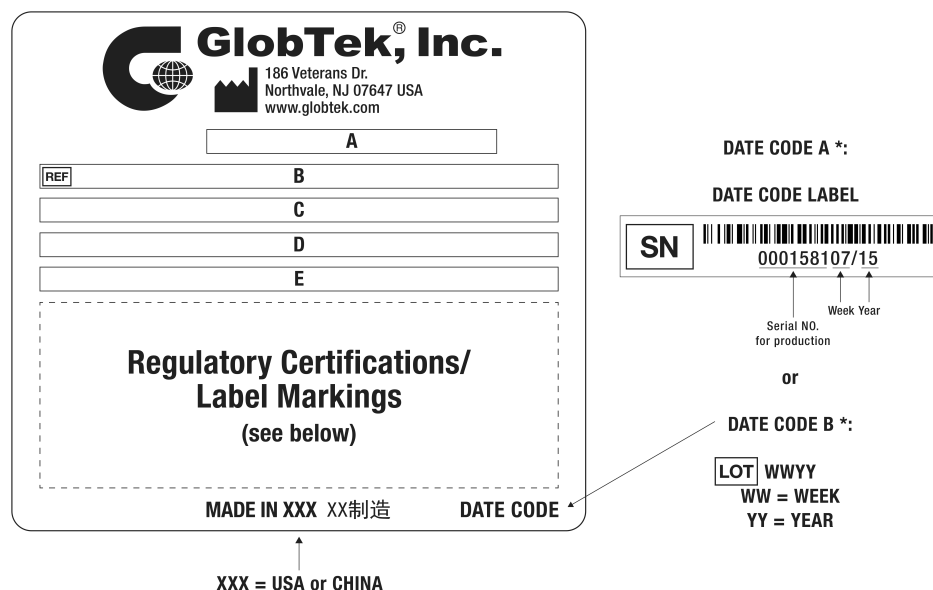 GlobTek,® Inc.
186 Veterans Dr.
Northvale, NJ 07647 USA
www.globtek.com
A
REF B
C
D
E
Regulatory Certifications/
Label Markings
(see below)
MADE IN XXX XX制造 DATE CODE
XXX = USA or CHINA
DATE CODE A *:
DATE CODE LABEL
SN
00015810​7/15
Serial NO.
for production
Week Year
or
DATE CODE B *:
LOT WWYY
WW = WEEK
YY = YEAR